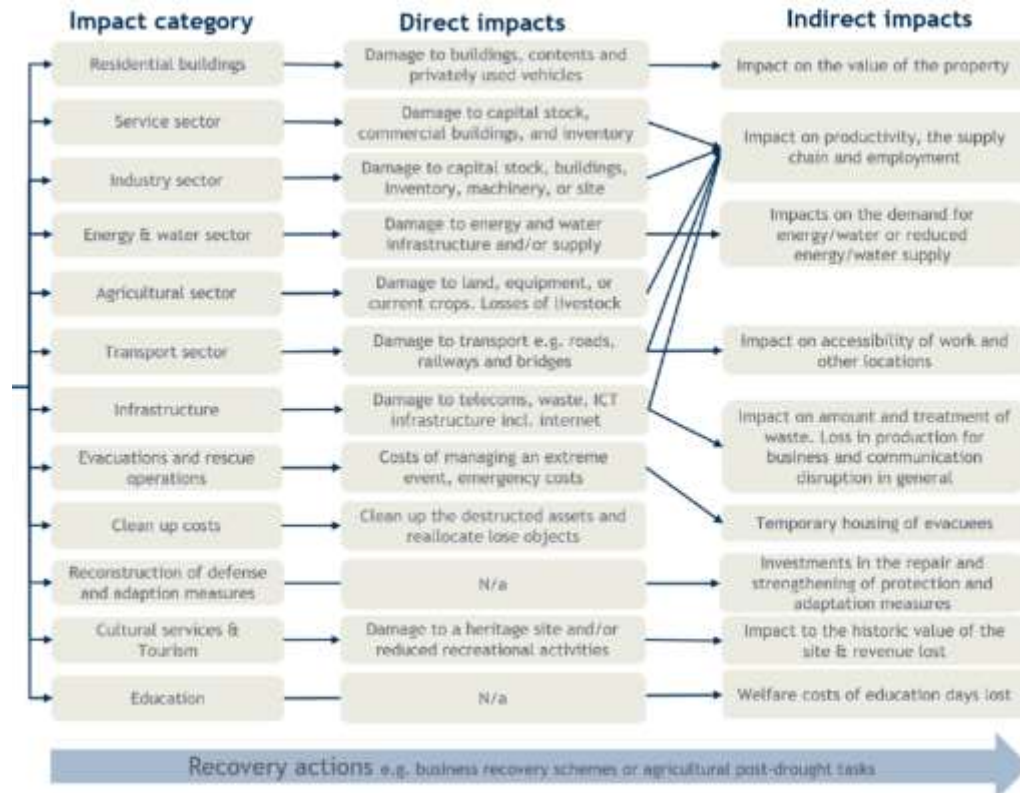 Impact category
Direct impacts
Indirect impacts
Residential buildings
Damage to buildings, contents and
privately used vehicles
Impact on the value of the property
Service sector
Damage to capital stock,
commercial buildings, and inventory
Impact on productivity, the supply
chain and employment
Industry sector
Damage to capital stock, buildings,
inventory, machinery, or site
Energy & water sector
Damage to energy and water
infrastructure and/or supply
Impacts on the demand for
energy/water or reduced
energy/water supply
Agricultural sector
Damage to land, equipment, or
current crops. Losses of livestock
Transport sector
Damage to transport e.g. roads,
railways and bridges
Impact on accessibility of work and
other locations
Infrastructure
Damage to telecoms, waste, ICT
infrastructure incl. internet
Impact on amount and treatment of
waste. Loss in production for
business and communication
disruption in general
Evacuations and rescue
operations
Costs of managing an extreme
event, emergency costs
Temporary housing of evacuees
Clean up costs
Clean up the destructed assets and
reallocate lose objects
Reconstruction of defense
and adaption measures
N/a
Investments in the repair and
strengthening of protection and
adaptation measures
Cultural services &
Tourism
Damage to a heritage site and/or
reduced recreational activities
Impact to the historic value of the
site & revenue lost
Education
N/a
Welfare costs of education days lost
Recovery actions e.g. business recovery schemes or agricultural post-drought tasks